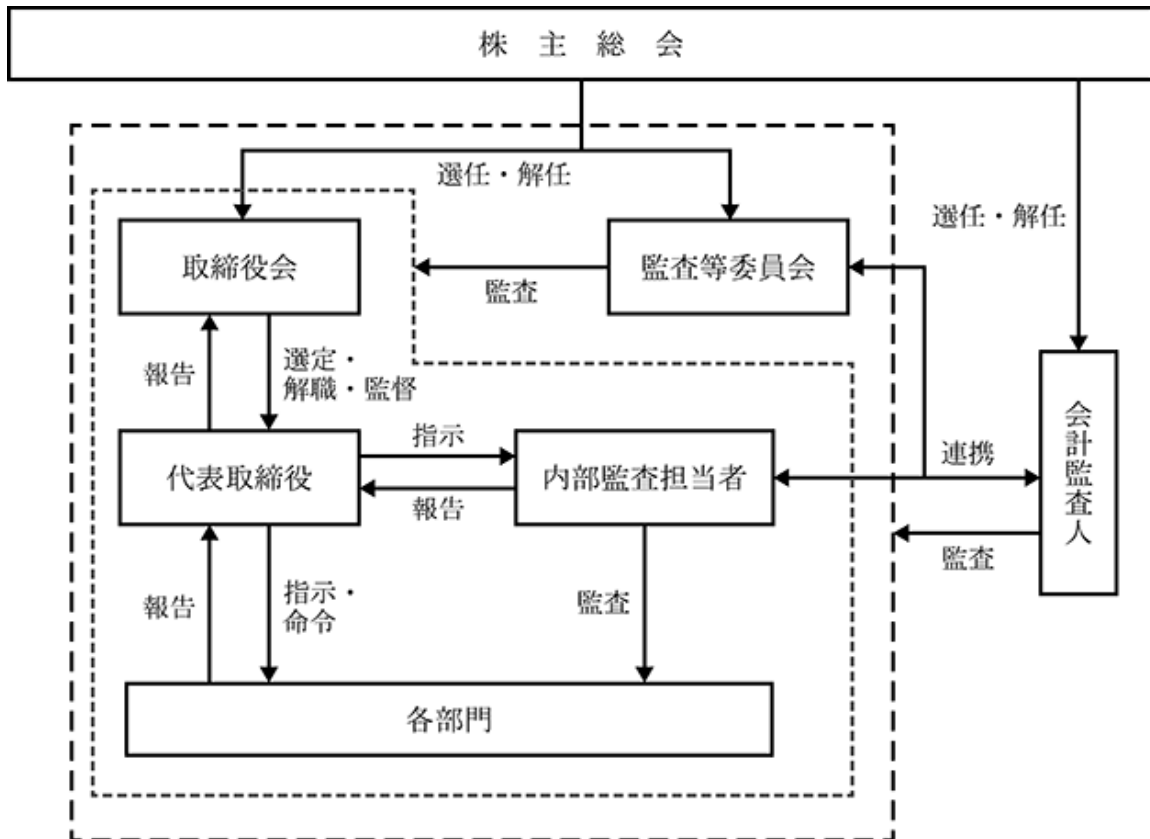 株主総会
選任・解任
選任・解任
取締役会
監査等委員会
監査
報告
選定・
解職・監督
会計監査人
指示
代表取締役
内部監査担当者
連携
報告
監査
報告
指示・
命令
監査
各部門